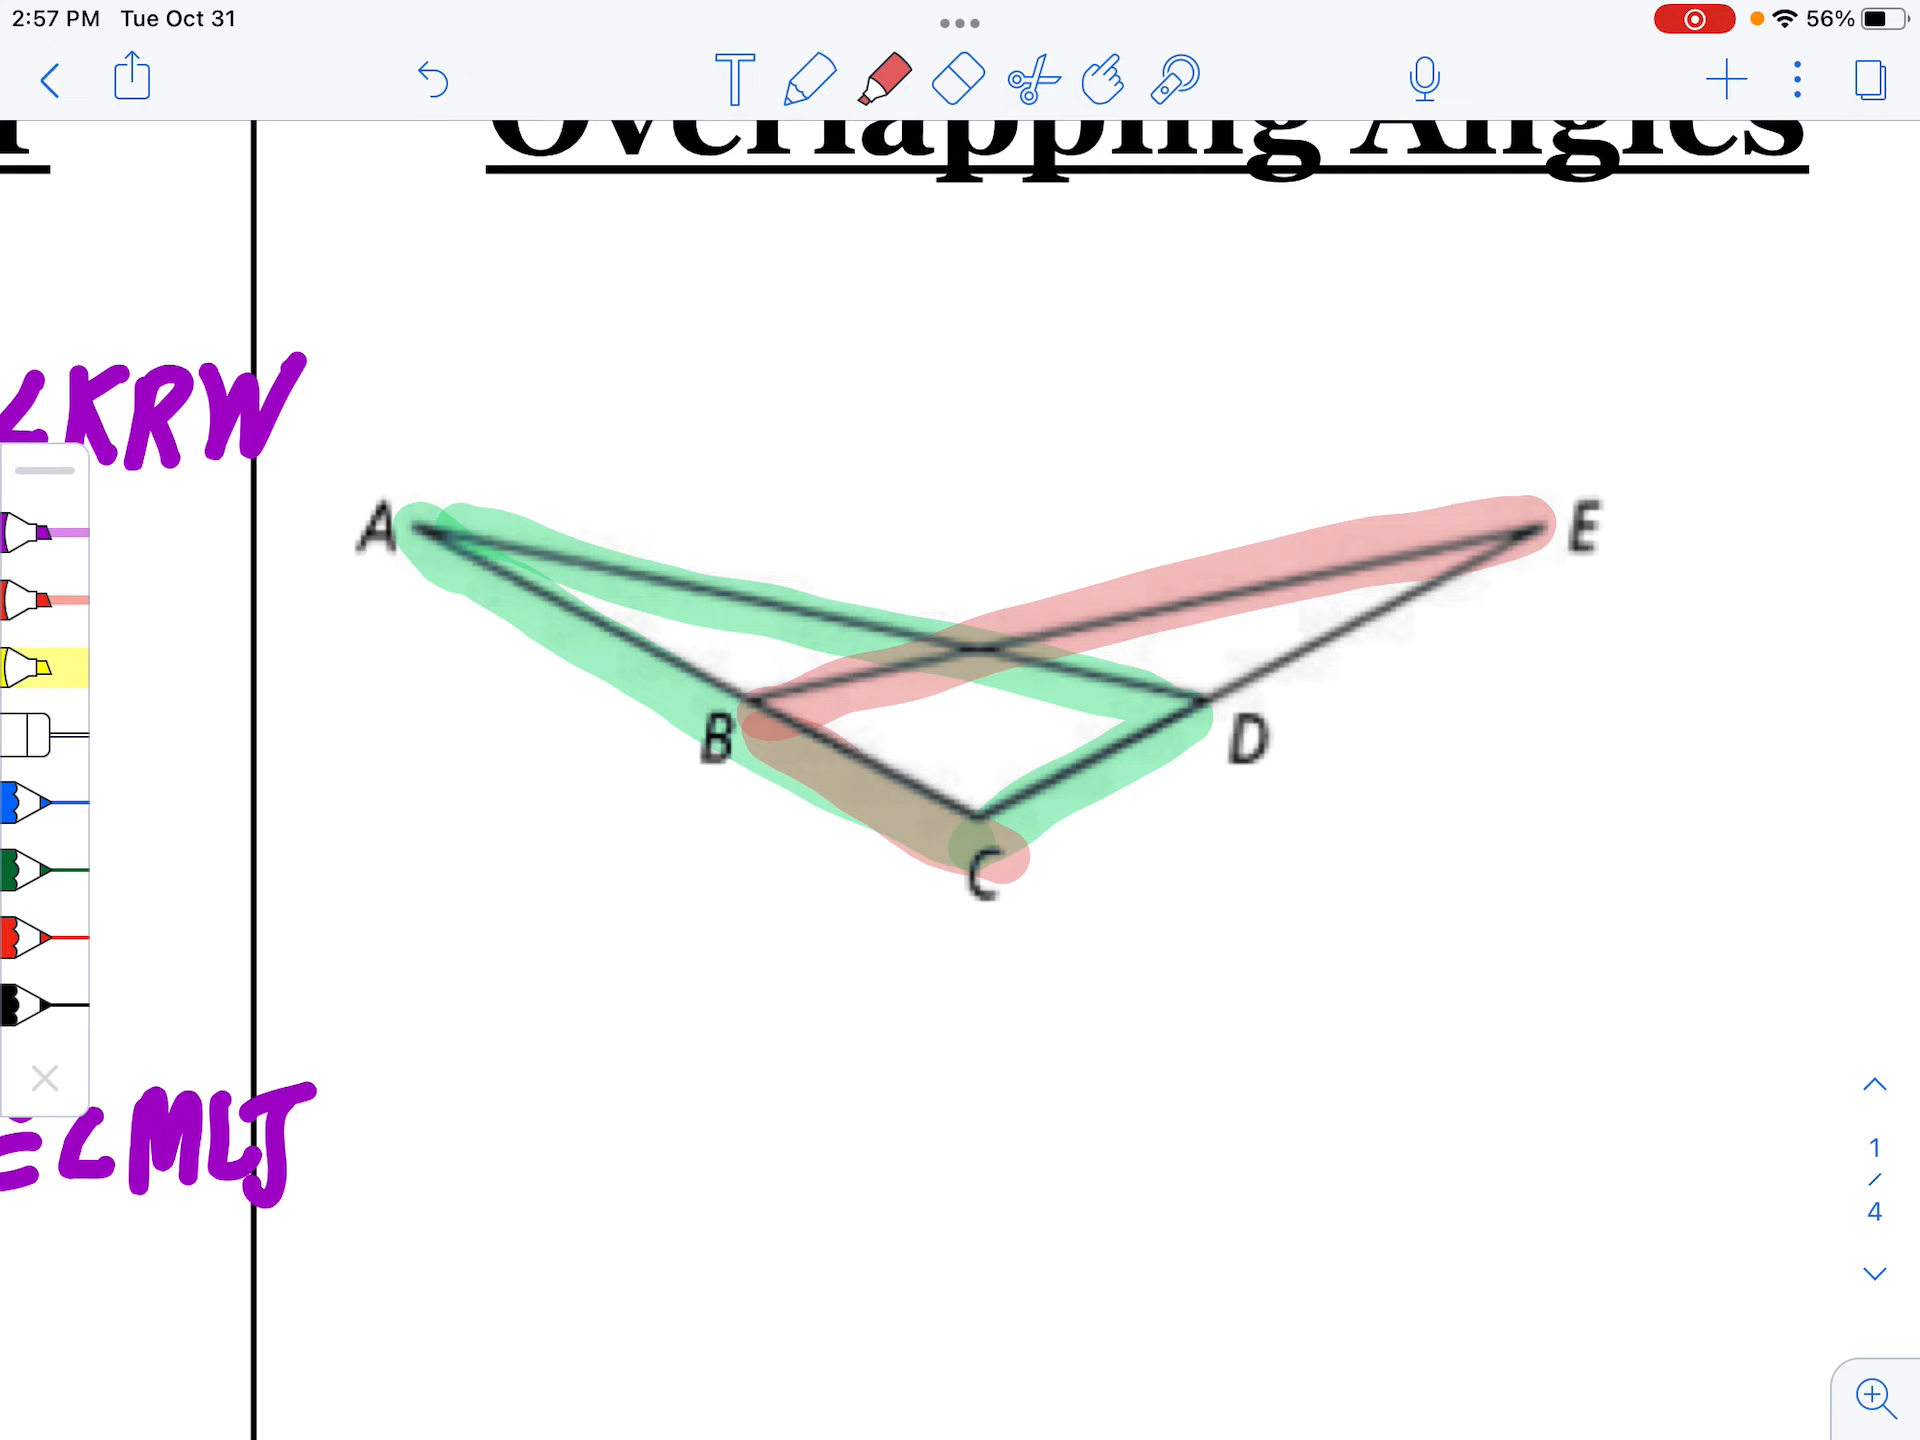 2:57 PM Tue Oct 31
56%
Overlapping Angles
<KRW
A
E
B
D
C
=<MLJ
1
/
4